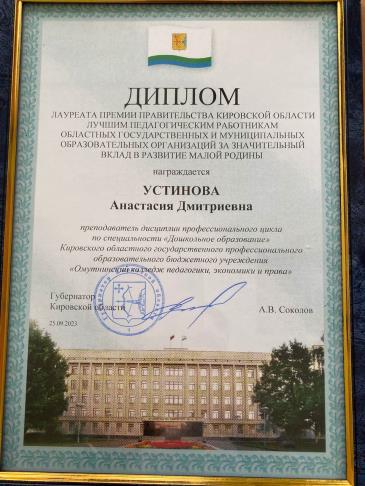 ДИПЛОМ
ЛАУРЕАТА ПРЕМИИ ПРАВИТЕЛЬСТВА КИРОВСКОЙ ОБЛАСТИ
ЛУЧШИМ ПЕДАГОГИЧЕСКИМ РАБОТНИКАМ
ОБЛАСТНЫХ ГОСУДАРСТВЕННЫХ И МУНИЦИПАЛЬНЫХ
ОБРАЗОВАТЕЛЬНЫХ ОРГАНИЗАЦИЙ ЗА ЗНАЧИТЕЛЬНЫЙ
ВКЛАД В РАЗВИТИЕ МАЛОЙ РОДИНЫ
награждается
УСТИНОВА
Анастасия Дмитриевна
преподаватель дисциплин профессионального цикла
по специальности «Дошкольное образование»
Кировского областного государственного профессионального
образовательного бюджетного учреждения
«Омутнинский колледж педагогики, экономики и права»
Губернатор
Кировской области
А.В. Соколов
25.09.2023